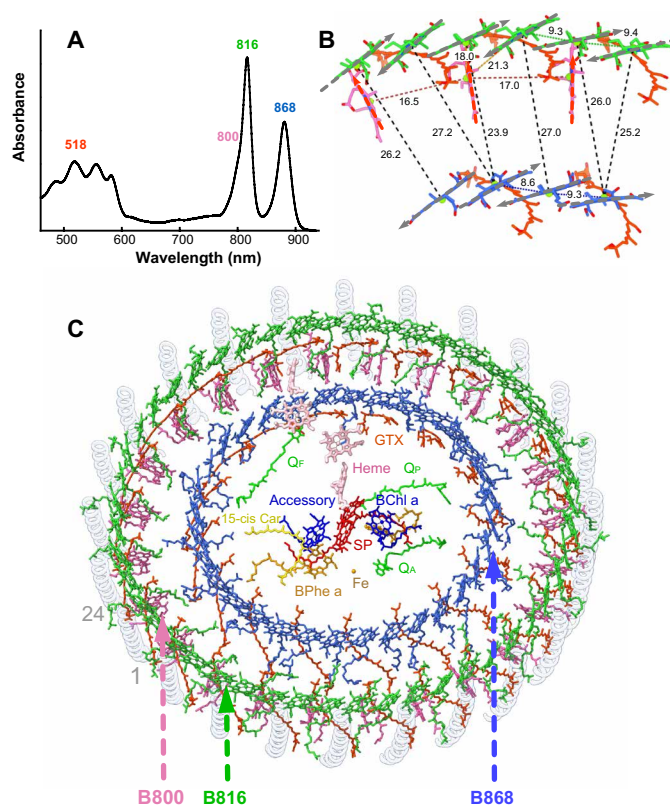 A
816
868
800
518
Absorbance
500 600 700 800 900
Wavelength (nm)
B
9.3
9.4
18.0
21.3
17.0
16.5
26.0
27.2
23.9
27.0
25.2
26.2
8.6
9.3
C
GTX
QF
Heme
QP
Accessory
BChl a
15-cis Car
SP
BPhe a
Fe
QA
24
1
B800
B816
B868